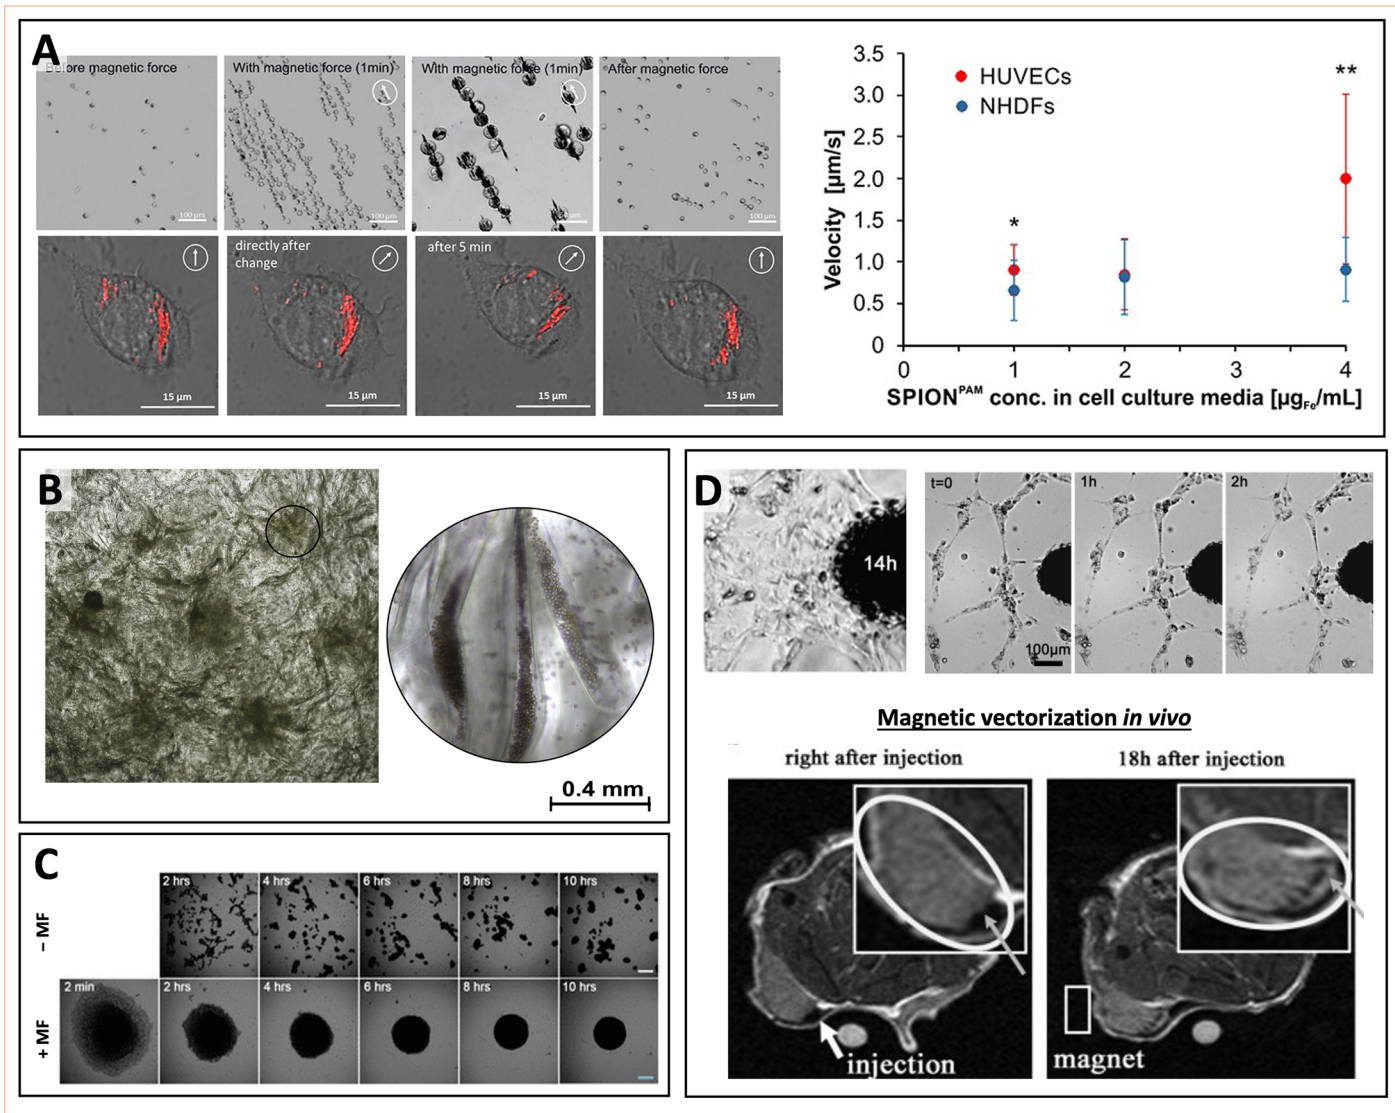 A
Before magnetic force
With magnetic force (1min)
With magnetic force (1min)
After magnetic force
100 µm
100 µm
100 µm
directly after
change
after 5 min
15 µm
15 µm
15 µm
15 µm
3.5
3.0
2.5
2.0
1.5
1.0
0.5
0
Velocity [µm/s]
HUVECs
NHDFs
*
**
0
1
2
3
4
SPIONPAM conc. in cell culture media [µgFe/mL]
B
0.4 mm
C
– MF
2 hrs
4 hrs
6 hrs
8 hrs
10 hrs
+ MF
2 min
2 hrs
4 hrs
6 hrs
8 hrs
10 hrs
D
14h
t=0
1h
2h
100µm
Magnetic vectorization in vivo
right after injection
18h after injection
injection
magnet